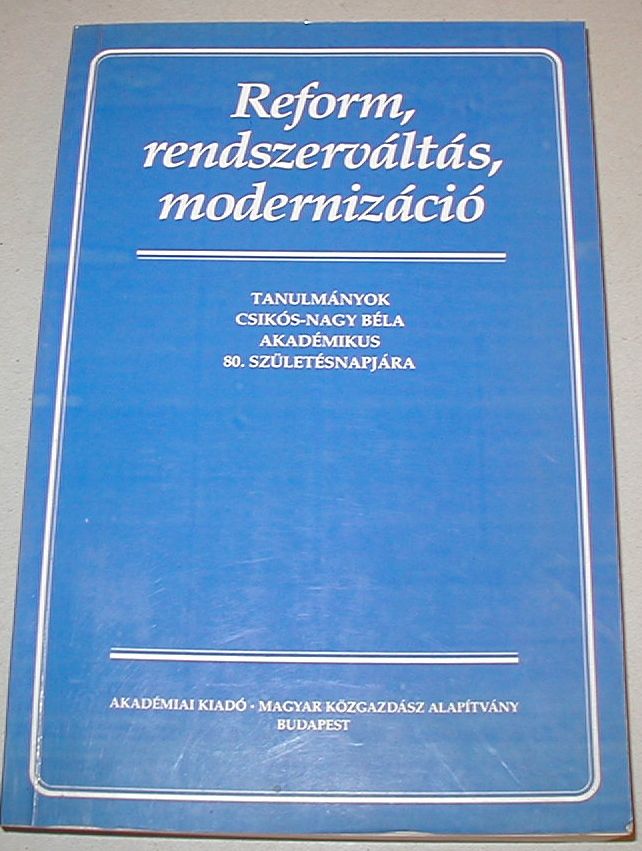 Reform,
rendszerváltás,
modernizáció
TANULMÁNYOK
CSIKÓS-NAGY BÉLA
AKADÉMIKUS
80. SZÜLETÉSNAPJÁRA
AKADÉMIAI KIADÓ • MAGYAR KÖZGAZDÁSZ ALAPÍTVÁNY
BUDAPEST